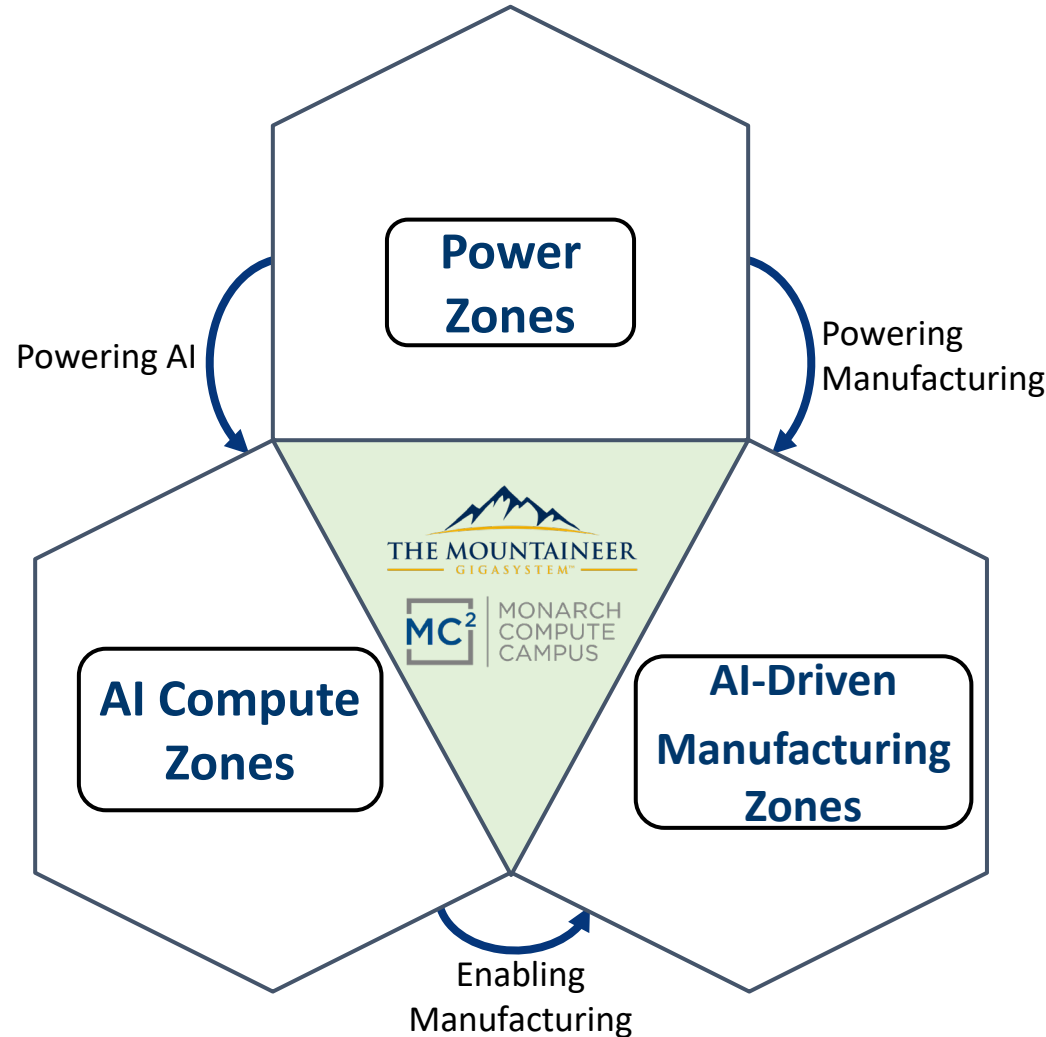 Power
Zones
Powering AI
Powering
Manufacturing
THE MOUNTAINEER
GIGASYSTEM™
MC²
MONARCH
COMPUTE
CAMPUS
AI Compute
Zones
AI-Driven
Manufacturing
Zones
Enabling
Manufacturing